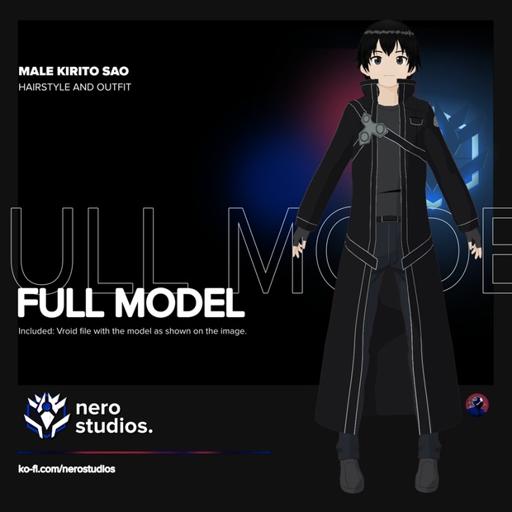 MALE KIRITO SAO
HAIRSTYLE AND OUTFIT
ULL MODE
FULL MODEL
Included: Vroid file with the model as shown on the image.
nero
studios.
ko-fi.com/nerostudios